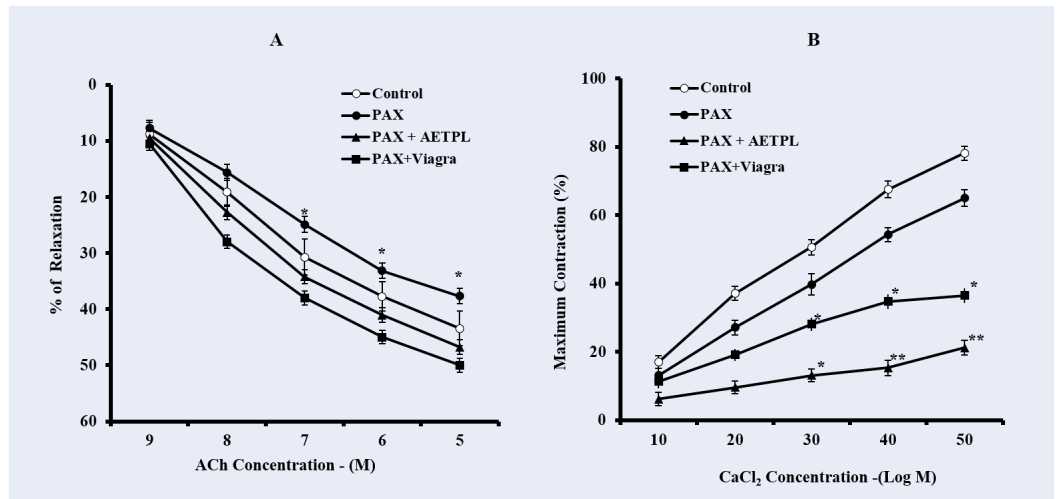 A
0
10
20
30
40
50
60
% of Relaxation
Control
PAX
PAX + AETPL
PAX+Viagra
*
*
*
9 8 7 6 5
ACh Concentration - (M)
B
100
80
60
40
20
0
Maximum Contraction (%)
Control
PAX
PAX + AETPL
PAX+Viagra
*
*
*
*
**
**
10 20 30 40 50
CaCl₂ Concentration -(Log M)